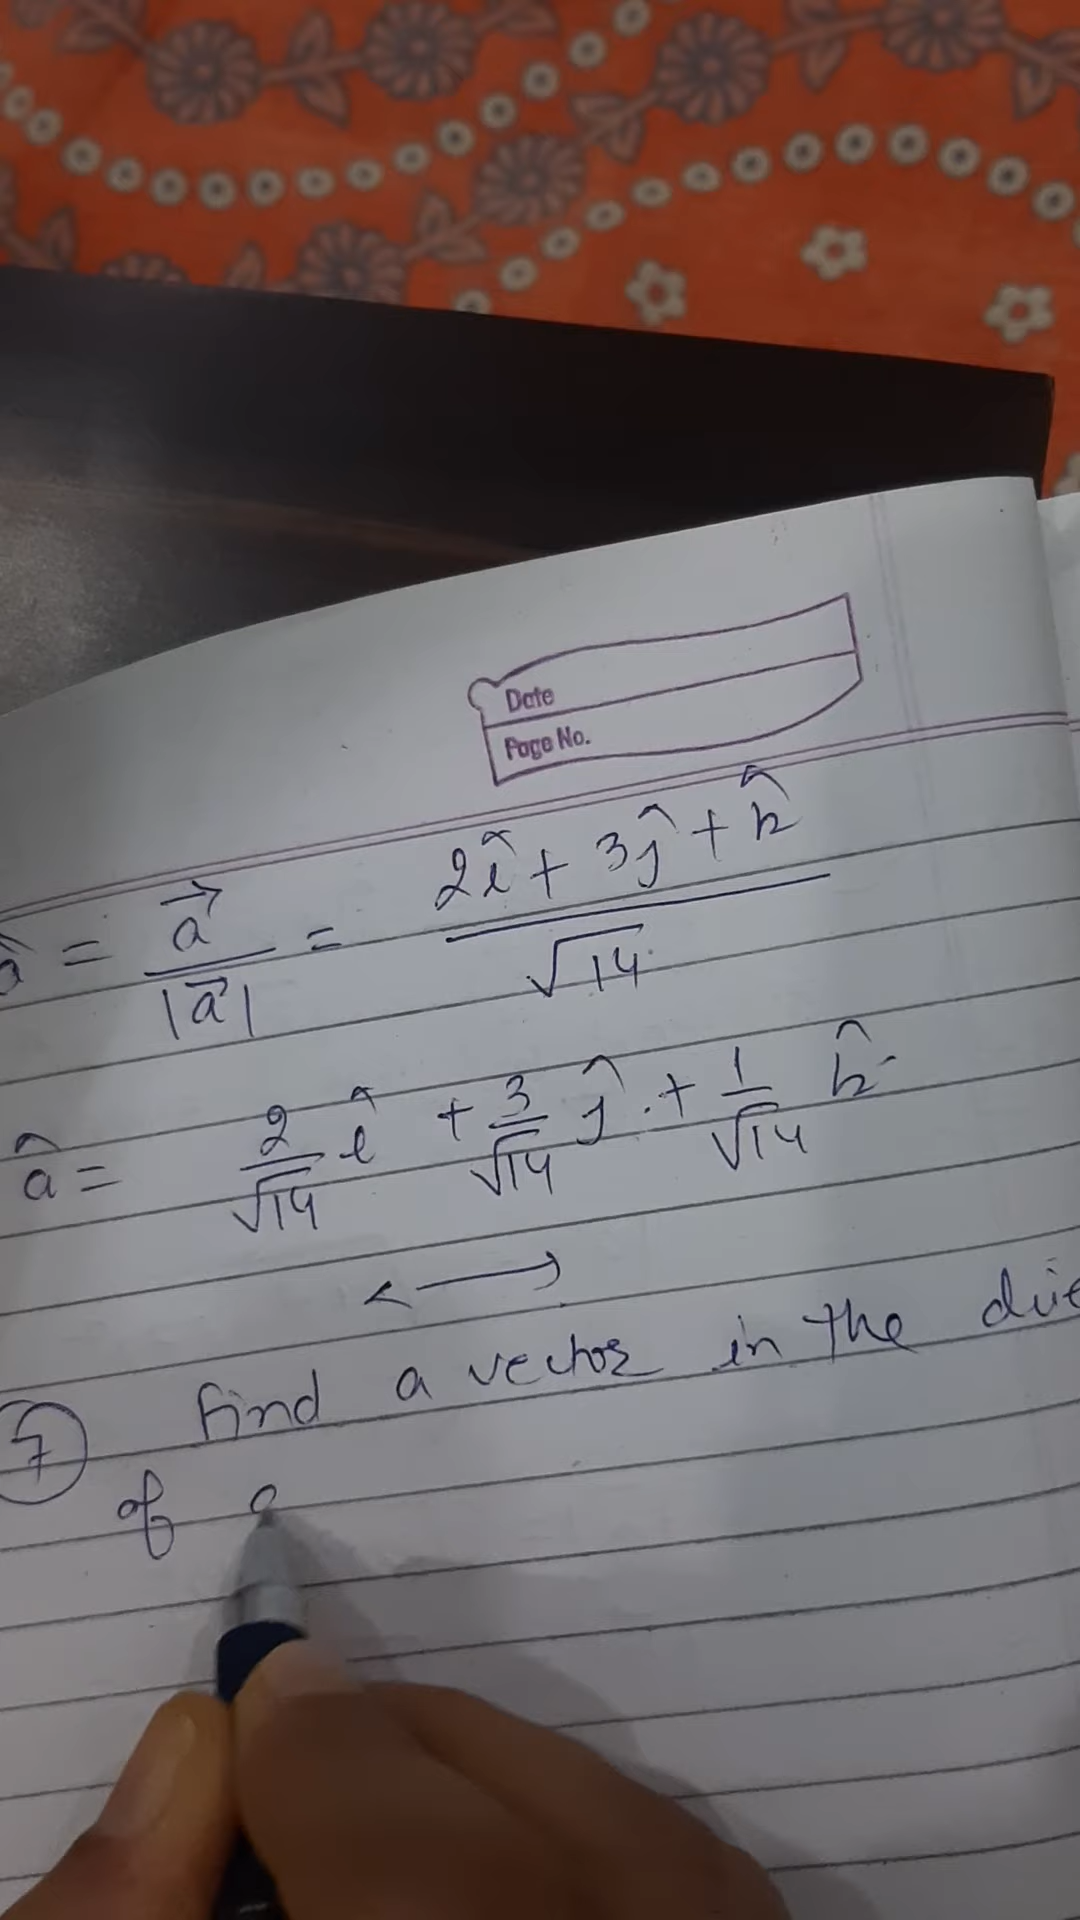 Date
Page No.
â = a⃗ / |a⃗| = 2î + 3ĵ + k̂ / √14
â = 2/√14 î + 3/√14 ĵ + 1/√14 k̂
7 Find a vector in the
of